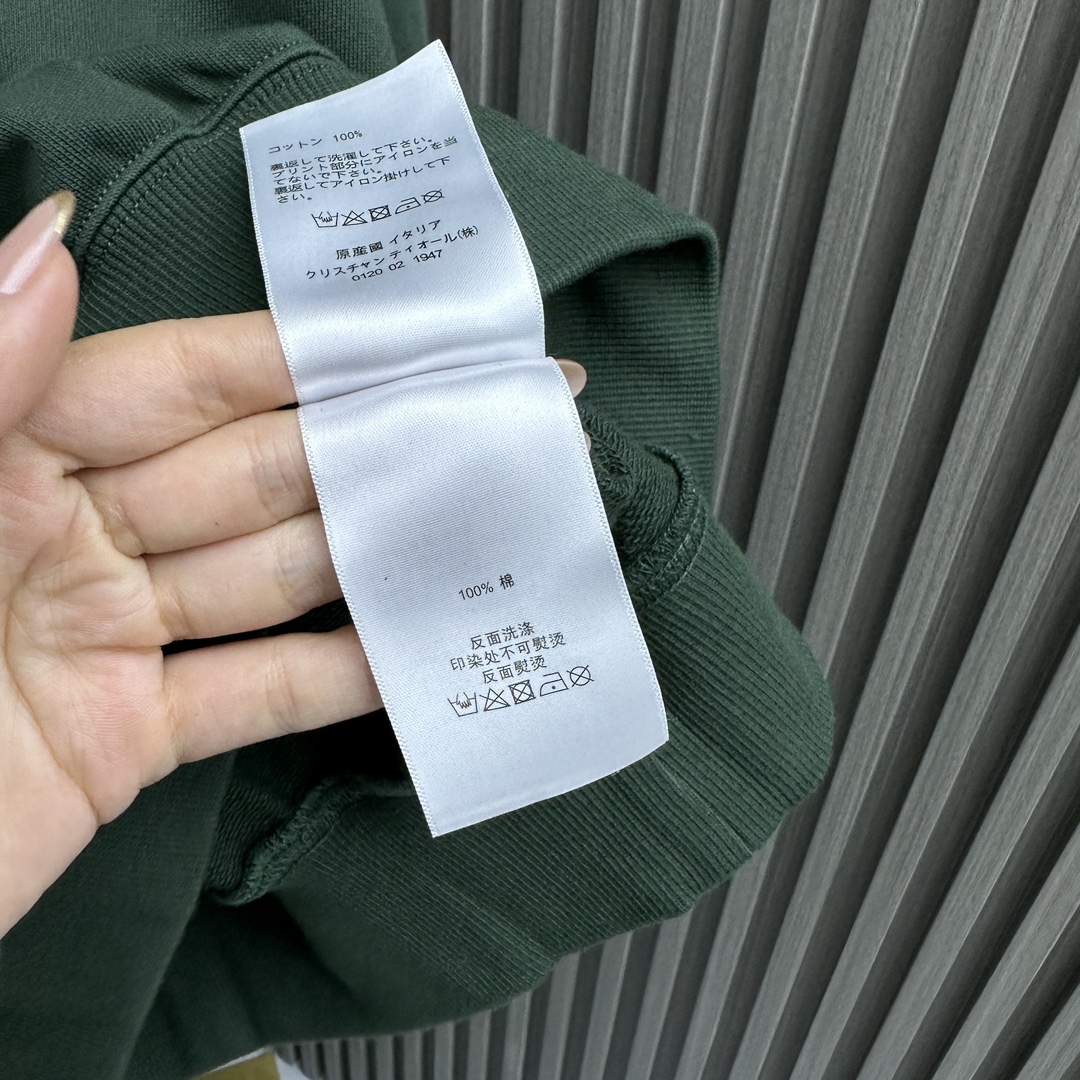 コットン 100%
裏返して洗濯して下さい。
プリント部分にアイロンを当
てないで下さい。
裏返してアイロン掛けして下
さい。
原産國 イタリア
クリスチャン ディオール(株)
0120 02 1947
100% 棉
反面洗涤
印染处不可熨烫
反面熨烫